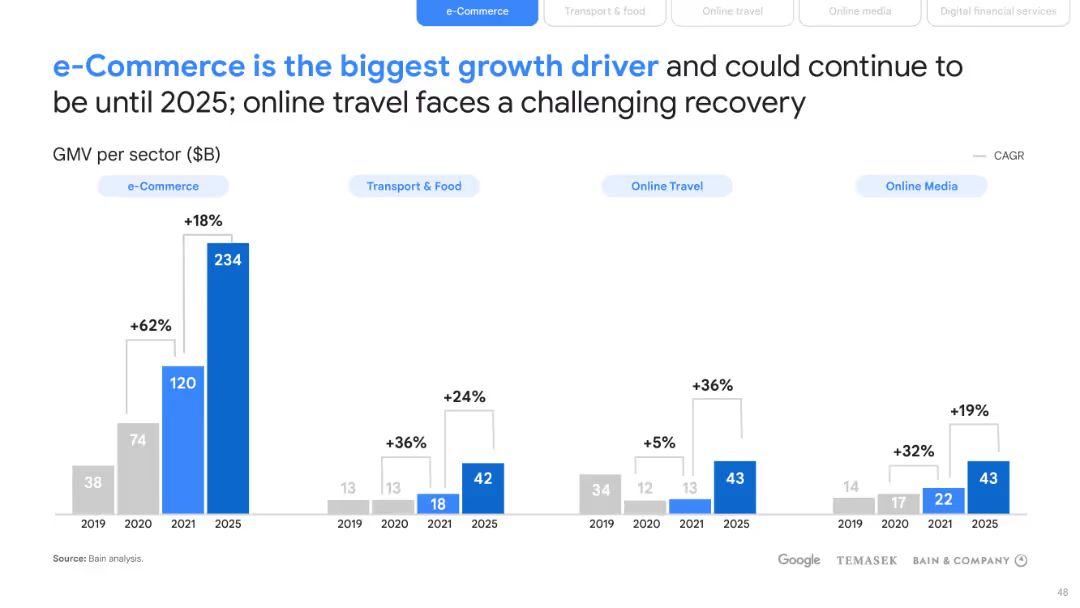 e-Commerce
Transport & food
Online travel
Online media
Digital financial services
e-Commerce is the biggest growth driver and could continue to
be until 2025; online travel faces a challenging recovery
GMV per sector ($B)
CAGR
e-Commerce
Transport & Food
Online Travel
Online Media
+18%
234
+62%
120
74
38
2019 2020 2021 2025
+24%
+36%
13 13 18 42
2019 2020 2021 2025
+36%
+5%
34 12 13 43
2019 2020 2021 2025
+19%
+32%
14 17 22 43
2019 2020 2021 2025
Source: Bain analysis.
Google TEMASEK BAIN & COMPANY
48